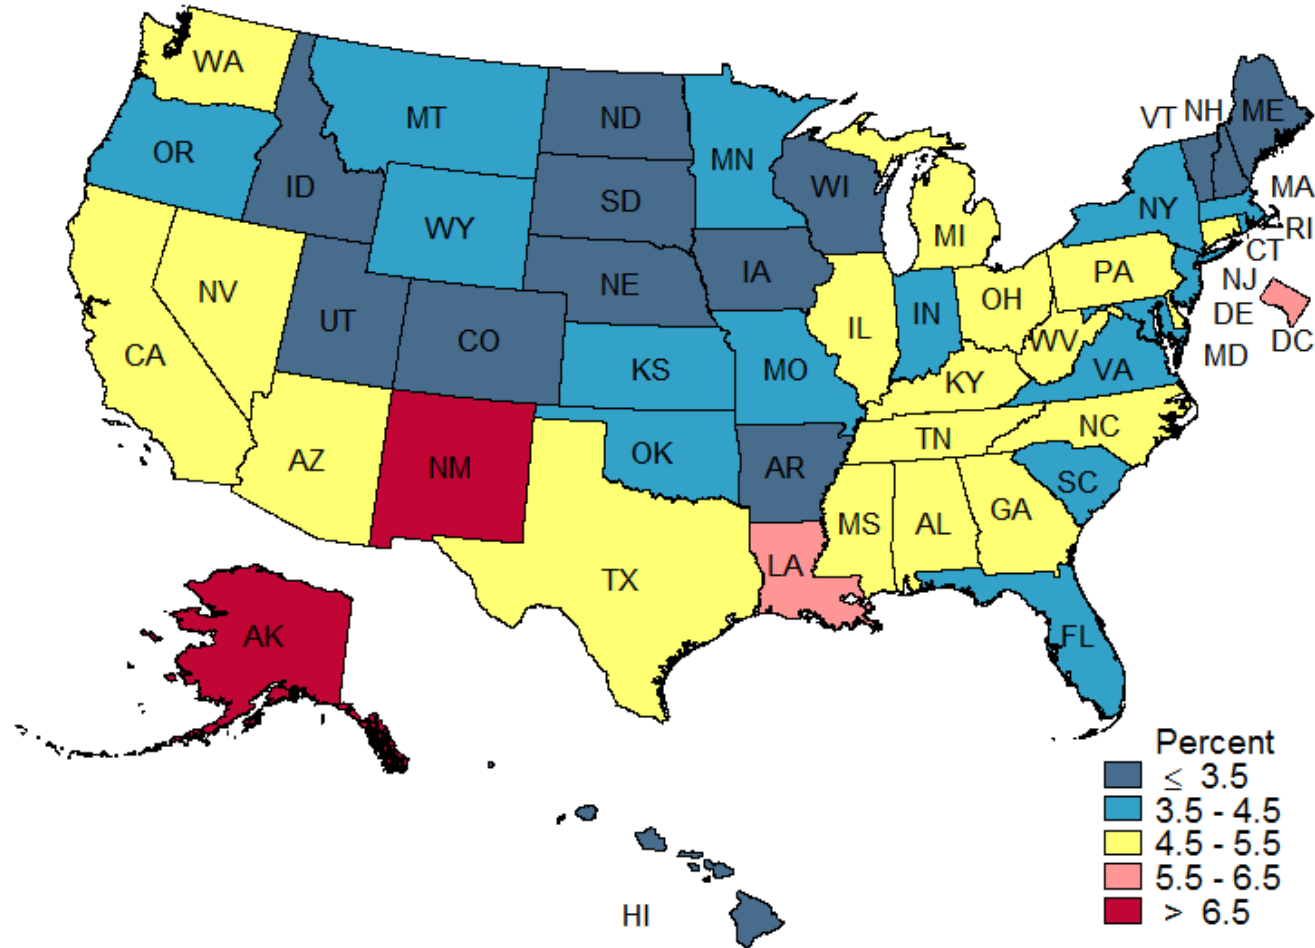 WA
MT
ND
MN
VT
NH
ME
OR
ID
SD
WI
MA
WY
NY
RI
MI
CT
IA
PA
NV
NE
NJ
OH
UT
CO
IL
IN
DE
WV
DC
CA
MD
KS
MO
VA
KY
NC
TN
AZ
NM
OK
AR
SC
GA
MS
AL
LA
TX
AK
FL
HI
Percent
≤ 3.5
3.5 - 4.5
4.5 - 5.5
5.5 - 6.5
> 6.5